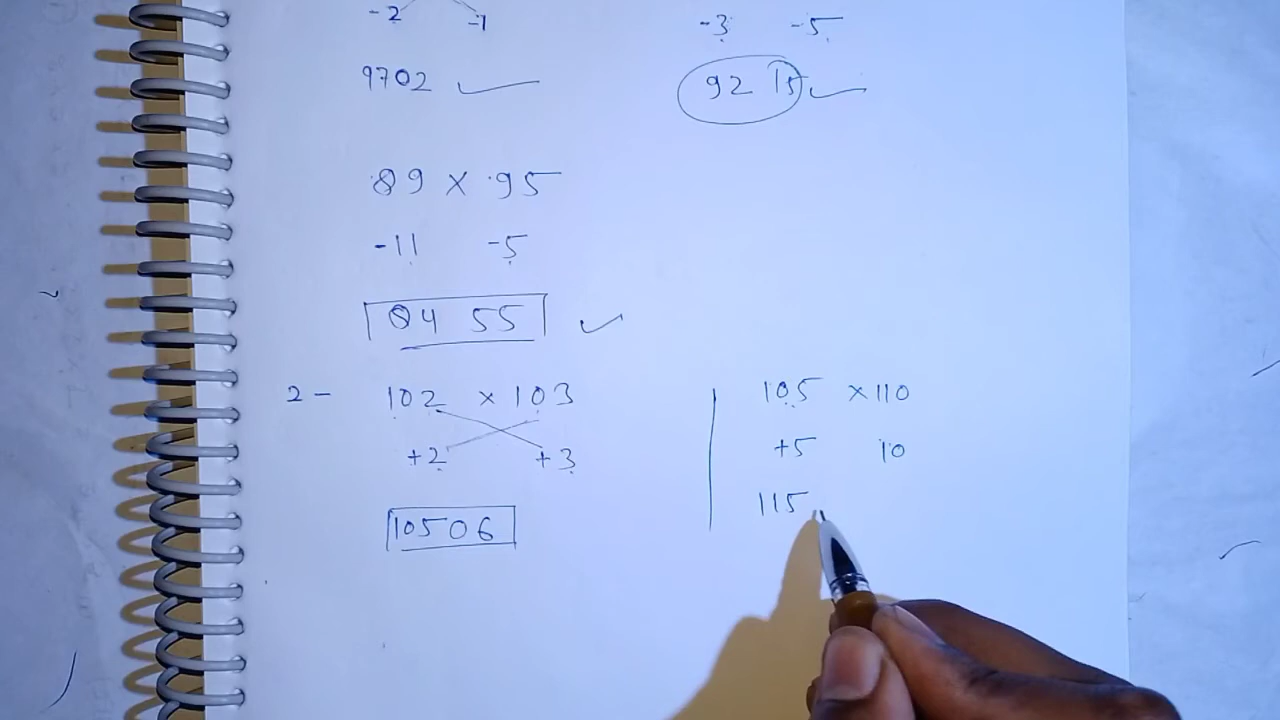 -2 -1 -3 -5
9702 9215
89 × 95
-11 -5
8455
2- 102 × 103
+2 +3
10506
105 × 110
+5 10
115